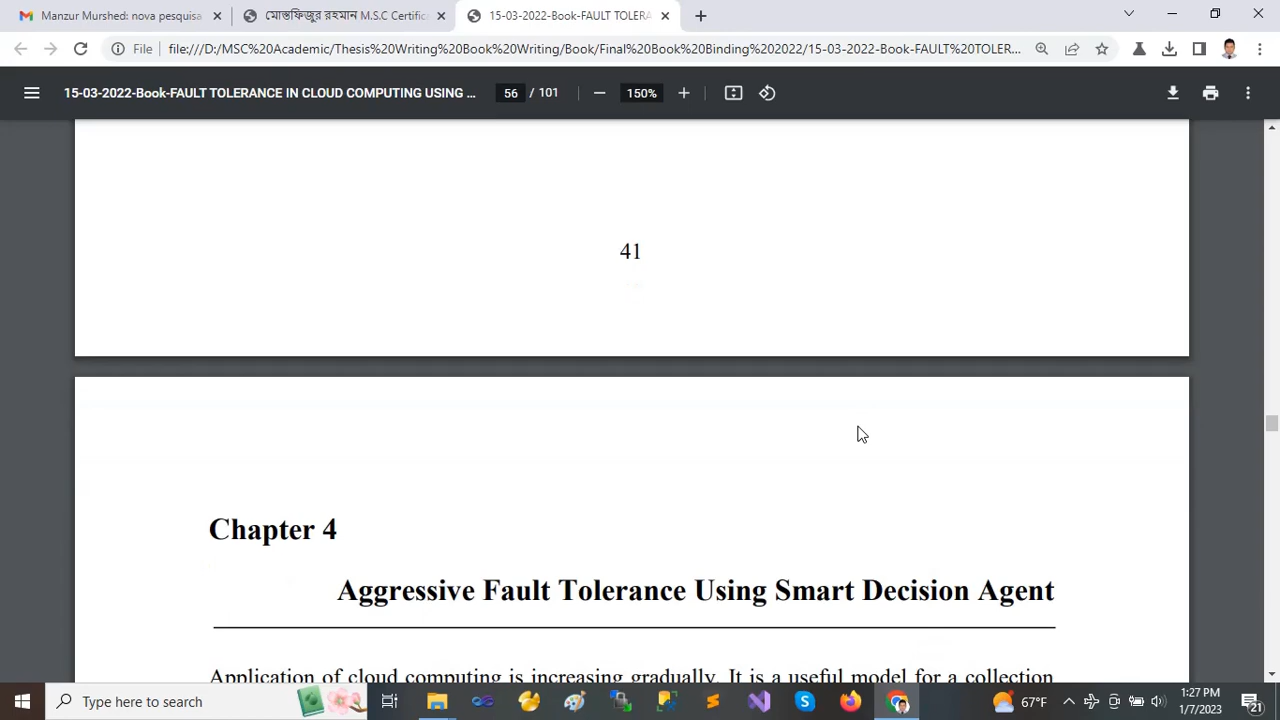 Manzur Murshed: nova pesquisa
মোস্তফিজুর রহমান M.S.C Certifica
15-03-2022-Book-FAULT TOLERA
File
file:///D:/MSC%20Academic/Thesis%20Writing%20Book%20Writing/Book/Final%20Book%20Binding%202022/15-03-2022-Book-FAULT%20TOLER...
15-03-2022-Book-FAULT TOLERANCE IN CLOUD COMPUTING USING ...
56 / 101
150%
41
Chapter 4
Aggressive Fault Tolerance Using Smart Decision Agent
Application of cloud computing is increasing gradually. It is a useful model for a collection
Type here to search
67°F
1:27 PM
1/7/2023
21